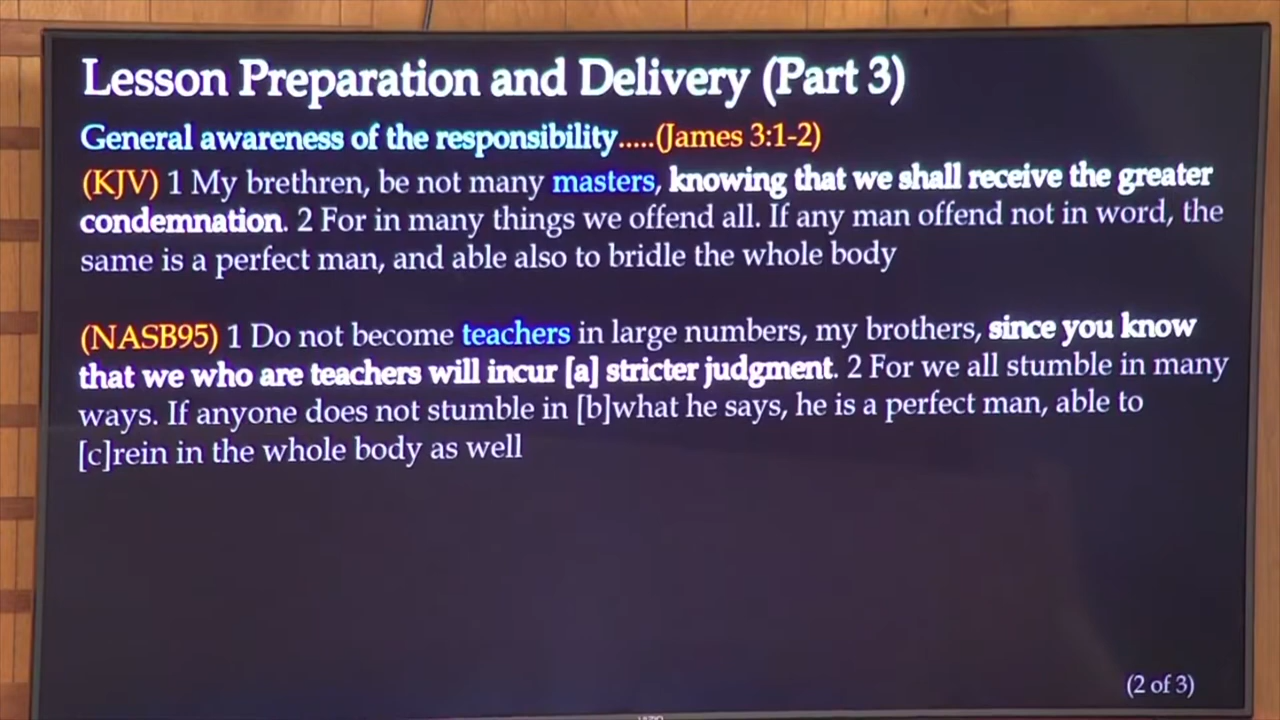 Lesson Preparation and Delivery (Part 3)
General awareness of the responsibility.....(James 3:1-2)
(KJV) 1 My brethren, be not many masters, knowing that we shall receive the greater
condemnation. 2 For in many things we offend all. If any man offend not in word, the
same is a perfect man, and able also to bridle the whole body
(NASB95) 1 Do not become teachers in large numbers, my brothers, since you know
that we who are teachers will incur [a] stricter judgment. 2 For we all stumble in many
ways. If anyone does not stumble in [b]what he says, he is a perfect man, able to
[c]rein in the whole body as well
(2 of 3)